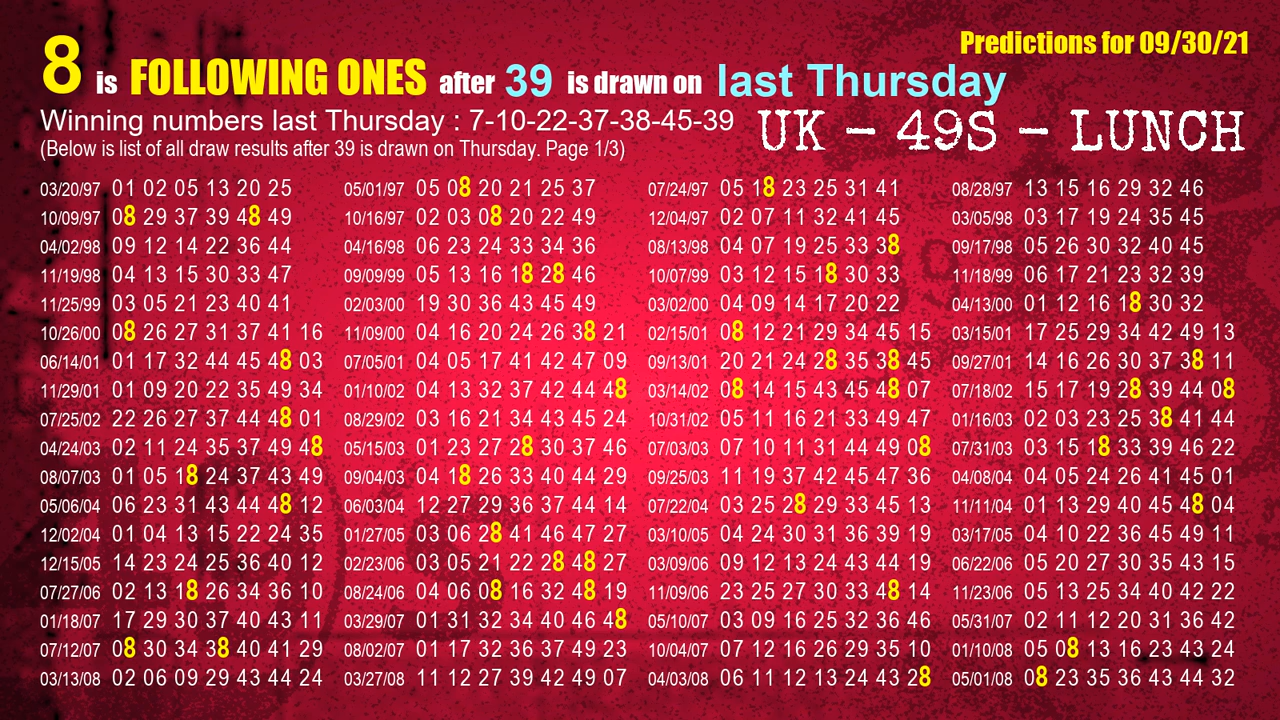 Predictions for 09/30/21
8 is FOLLOWING ONES after 39 is drawn on last Thursday
Winning numbers last Thursday : 7-10-22-37-38-45-39
UK - 49S - LUNCH
(Below is list of all draw results after 39 is drawn on Thursday. Page 1/3)
03/20/97 01 02 05 13 20 25 05/01/97 05 08 20 21 25 37 07/24/97 05 18 23 25 31 41 08/28/97 13 15 16 29 32 46
10/09/97 08 29 37 39 48 49 10/16/97 02 03 08 20 22 49 12/04/97 02 07 11 32 41 45 03/05/98 03 17 19 24 35 45
04/02/98 09 12 14 22 36 44 04/16/98 06 23 24 33 34 36 08/13/98 04 07 19 25 33 38 09/17/98 05 26 30 32 40 45
11/19/98 04 13 15 30 33 47 09/09/99 05 13 16 18 28 46 10/07/99 03 12 15 18 30 33 11/18/99 06 17 21 23 32 39
11/25/99 03 05 21 23 40 41 02/03/00 19 30 36 43 45 49 03/02/00 04 09 14 17 20 22 04/13/00 01 12 16 18 30 32
10/26/00 08 26 27 31 37 41 16 11/09/00 04 16 20 24 26 38 21 02/15/01 08 12 21 29 34 45 15 03/15/01 17 25 29 34 42 49 13
06/14/01 01 17 32 44 45 48 03 07/05/01 04 05 17 41 42 47 09 09/13/01 20 21 24 28 35 38 45 09/27/01 14 16 26 30 37 38 11
11/29/01 01 09 20 22 35 49 34 01/10/02 04 13 32 37 42 44 48 03/14/02 08 14 15 43 45 48 07 07/18/02 15 17 19 28 39 44 08
07/25/02 22 26 27 37 44 48 01 08/29/02 03 16 21 34 43 45 24 10/31/02 05 11 16 21 33 49 47 01/16/03 02 03 23 25 38 41 44
04/24/03 02 11 24 35 37 49 48 05/15/03 01 23 27 28 30 37 46 07/03/03 07 10 11 31 44 49 08 07/31/03 03 15 18 33 39 46 22
08/07/03 01 05 18 24 37 43 49 09/04/03 04 18 26 33 40 44 29 09/25/03 11 19 37 42 45 47 36 04/08/04 04 05 24 26 41 45 01
05/06/04 06 23 31 43 44 48 12 06/03/04 12 27 29 36 37 44 14 07/22/04 03 25 28 29 33 45 13 11/11/04 01 13 29 40 45 48 04
12/02/04 01 04 13 15 22 24 35 01/27/05 03 06 28 41 46 47 27 03/10/05 04 24 30 31 36 39 19 03/17/05 04 10 22 36 45 49 11
12/15/05 14 23 24 25 36 40 12 02/23/06 03 05 21 22 28 48 27 03/09/06 09 12 13 24 43 44 19 06/22/06 05 20 27 30 35 43 15
07/27/06 02 13 18 26 34 36 10 08/24/06 04 06 08 16 32 48 19 11/09/06 23 25 27 30 33 48 14 11/23/06 05 13 25 34 40 42 22
01/18/07 17 29 30 37 40 43 11 03/29/07 01 31 32 34 40 46 48 05/10/07 03 09 16 25 32 36 46 05/31/07 02 11 12 20 31 36 42
07/12/07 08 30 34 38 40 41 29 08/02/07 01 17 32 36 37 49 23 10/04/07 07 12 16 26 29 35 10 01/10/08 05 08 13 16 23 43 24
03/13/08 02 06 09 29 43 44 24 03/27/08 11 12 27 39 42 49 07 04/03/08 06 11 12 13 24 43 28 05/01/08 08 23 35 36 43 44 32